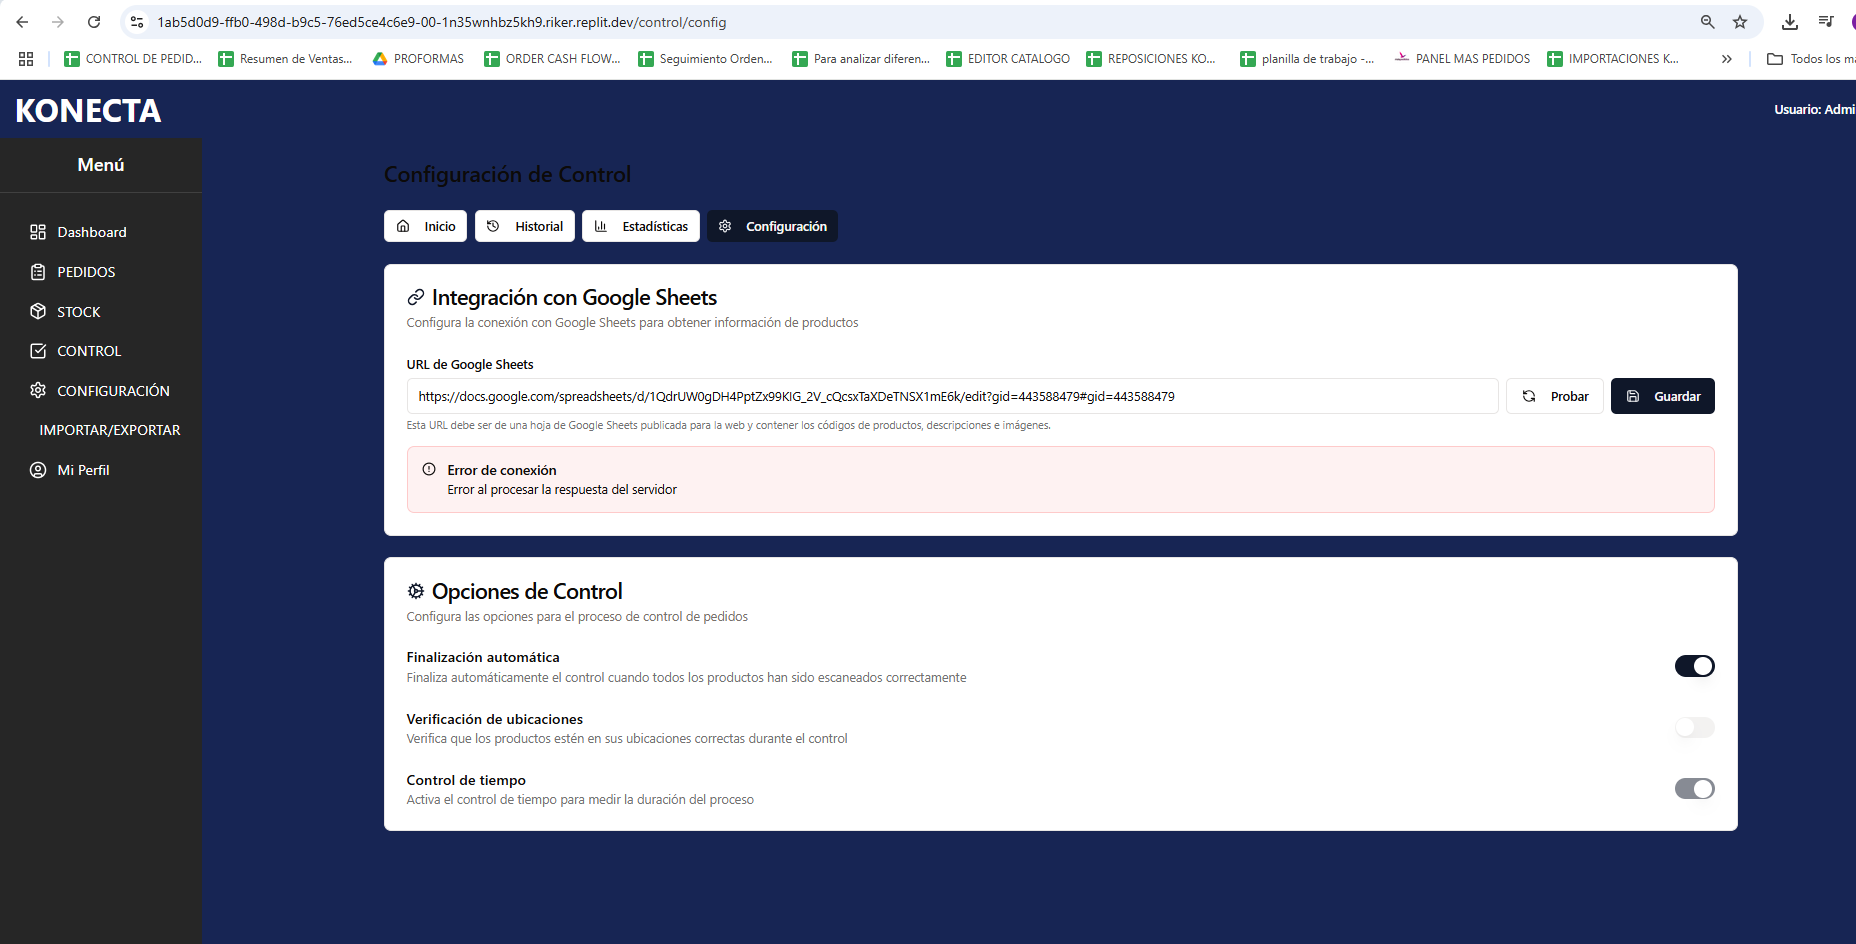 1ab5d0d9-ffb0-498d-b9c5-76ed5ce4c6e9-00-1n35wnhbz5kh9.riker.replit.dev/control/config
CONTROL DE PEDID... Resumen de Ventas... PROFORMAS ORDER CASH FLOW... Seguimiento Orden... Para analizar diferen... EDITOR CATALOGO REPOSICIONES KO... planilla de trabajo -... PANEL MAS PEDIDOS IMPORTACIONES K... » Todos los ma
KONECTA
Usuario: Admi
Menú
Dashboard
PEDIDOS
STOCK
CONTROL
CONFIGURACIÓN
IMPORTAR/EXPORTAR
Mi Perfil
Configuración de Control
Inicio Historial Estadísticas Configuración
Integración con Google Sheets
Configura la conexión con Google Sheets para obtener información de productos
URL de Google Sheets
https://docs.google.com/spreadsheets/d/1QdrUW0gDH4PptZx99KIG_2V_cQcsxTaXDeTNSX1mE6k/edit?gid=443588479#gid=443588479
Probar
Guardar
Esta URL debe ser de una hoja de Google Sheets publicada para la web y contener los códigos de productos, descripciones e imágenes.
Error de conexión
Error al procesar la respuesta del servidor
Opciones de Control
Configura las opciones para el proceso de control de pedidos
Finalización automática
Finaliza automáticamente el control cuando todos los productos han sido escaneados correctamente
Verificación de ubicaciones
Verifica que los productos estén en sus ubicaciones correctas durante el control
Control de tiempo
Activa el control de tiempo para medir la duración del proceso